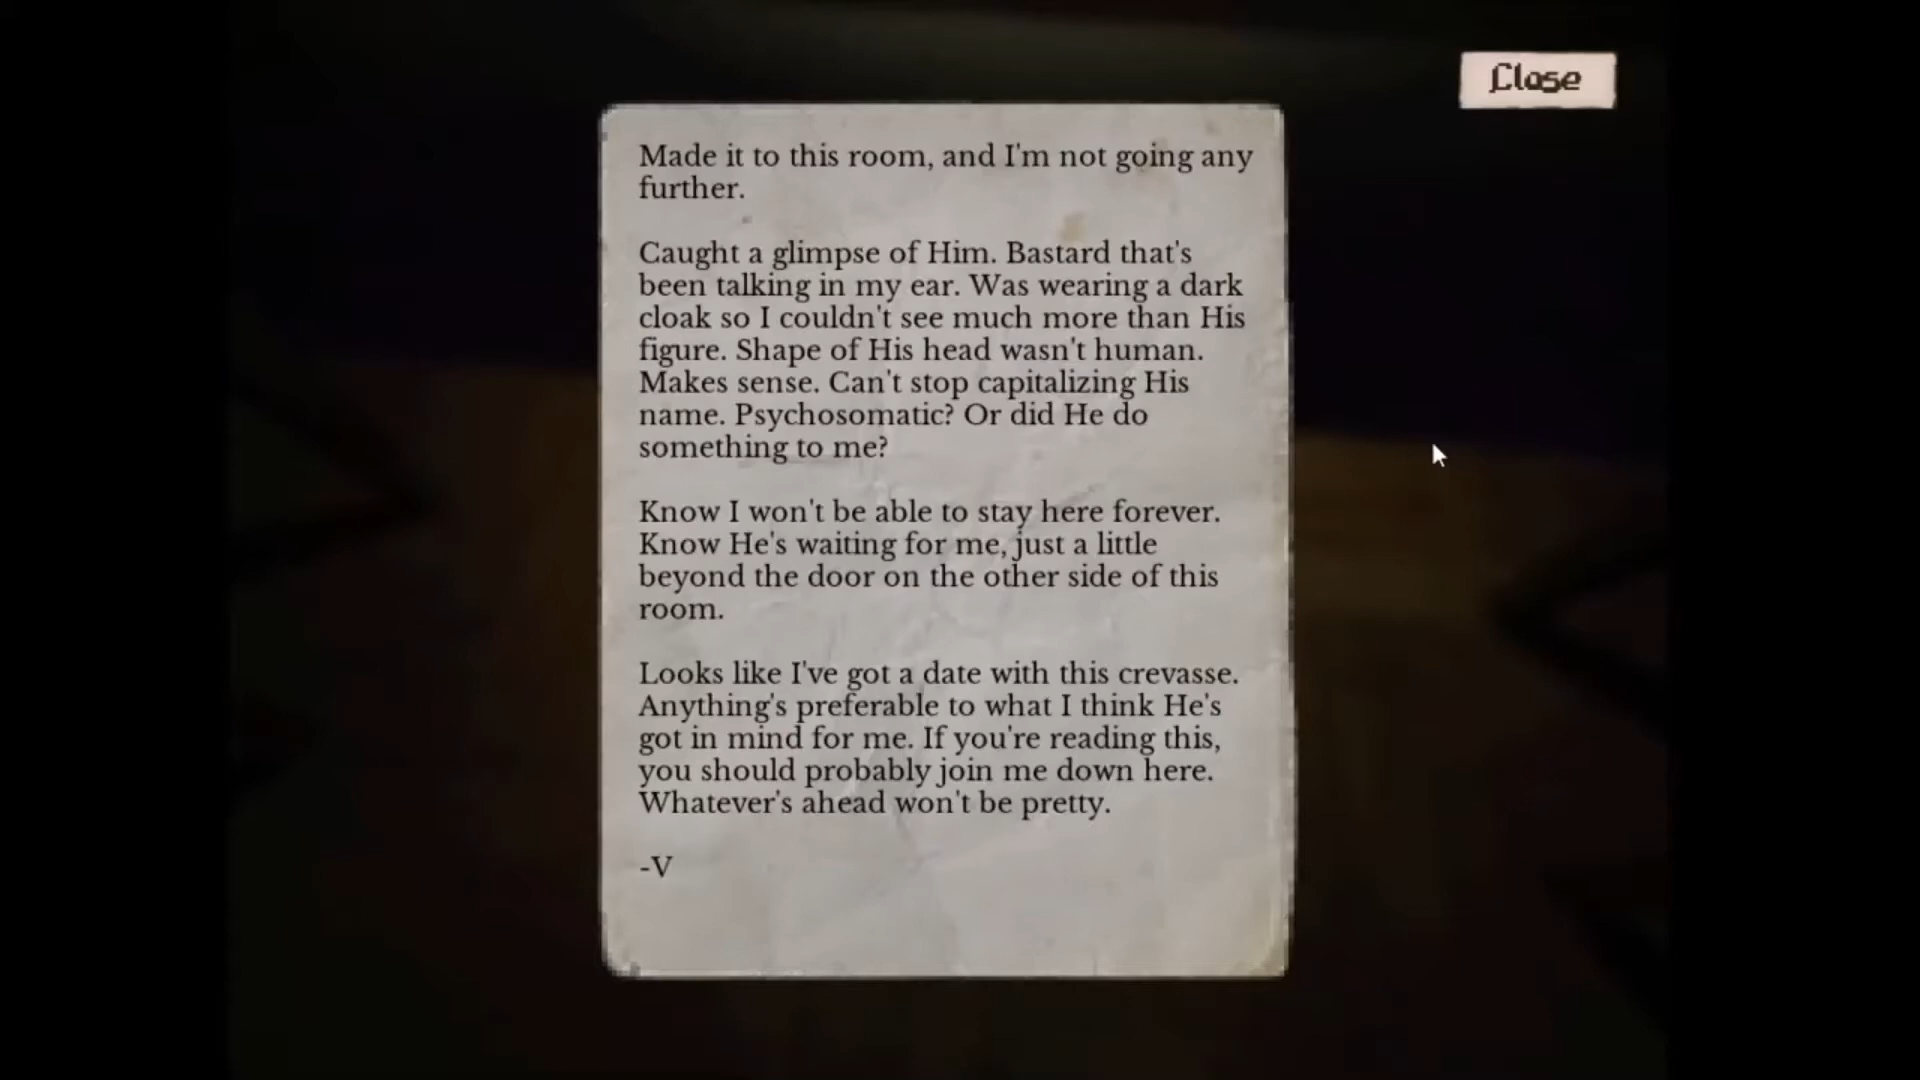 Close
Made it to this room, and I'm not going any
further.
Caught a glimpse of Him. Bastard that's
been talking in my ear. Was wearing a dark
cloak so I couldn't see much more than His
figure. Shape of His head wasn't human.
Makes sense. Can't stop capitalizing His
name. Psychosomatic? Or did He do
something to me?
Know I won't be able to stay here forever.
Know He's waiting for me, just a little
beyond the door on the other side of this
room.
Looks like I've got a date with this crevasse.
Anything's preferable to what I think He's
got in mind for me. If you're reading this,
you should probably join me down here.
Whatever's ahead won't be pretty.
-V